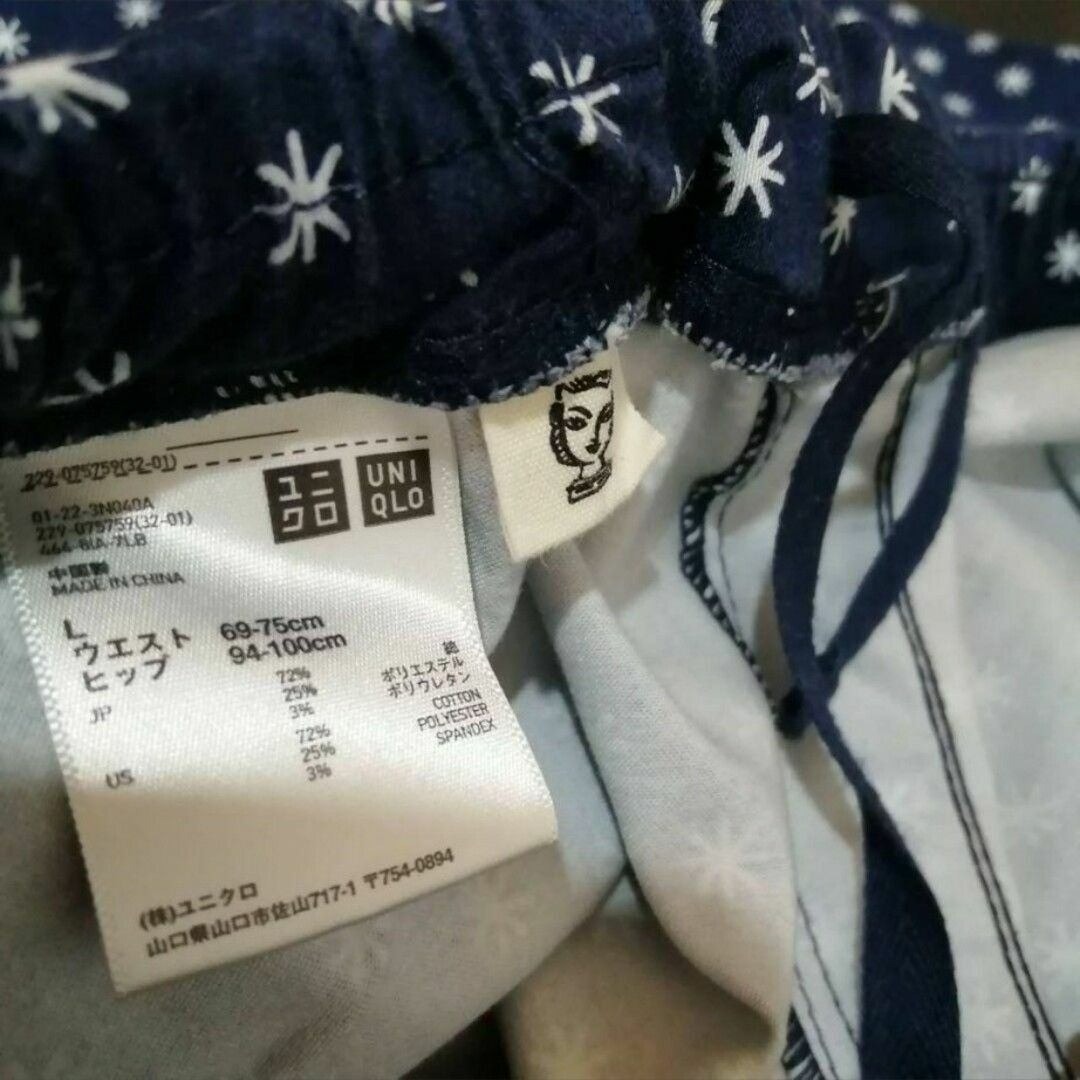 229-075759(32-01)
01-22-3N040A
229-075759(32-01)
ユニ
クロ
UNI
QLO
中国製
MADE IN CHINA
L
ウエスト 69-75cm
ヒップ 94-100cm
JP
72% 綿
25% ポリエステル
3% ポリウレタン
US
72% COTTON
25% POLYESTER
3% SPANDEX
(株)ユニクロ
山口県山口市佐山717-1 〒754-0894